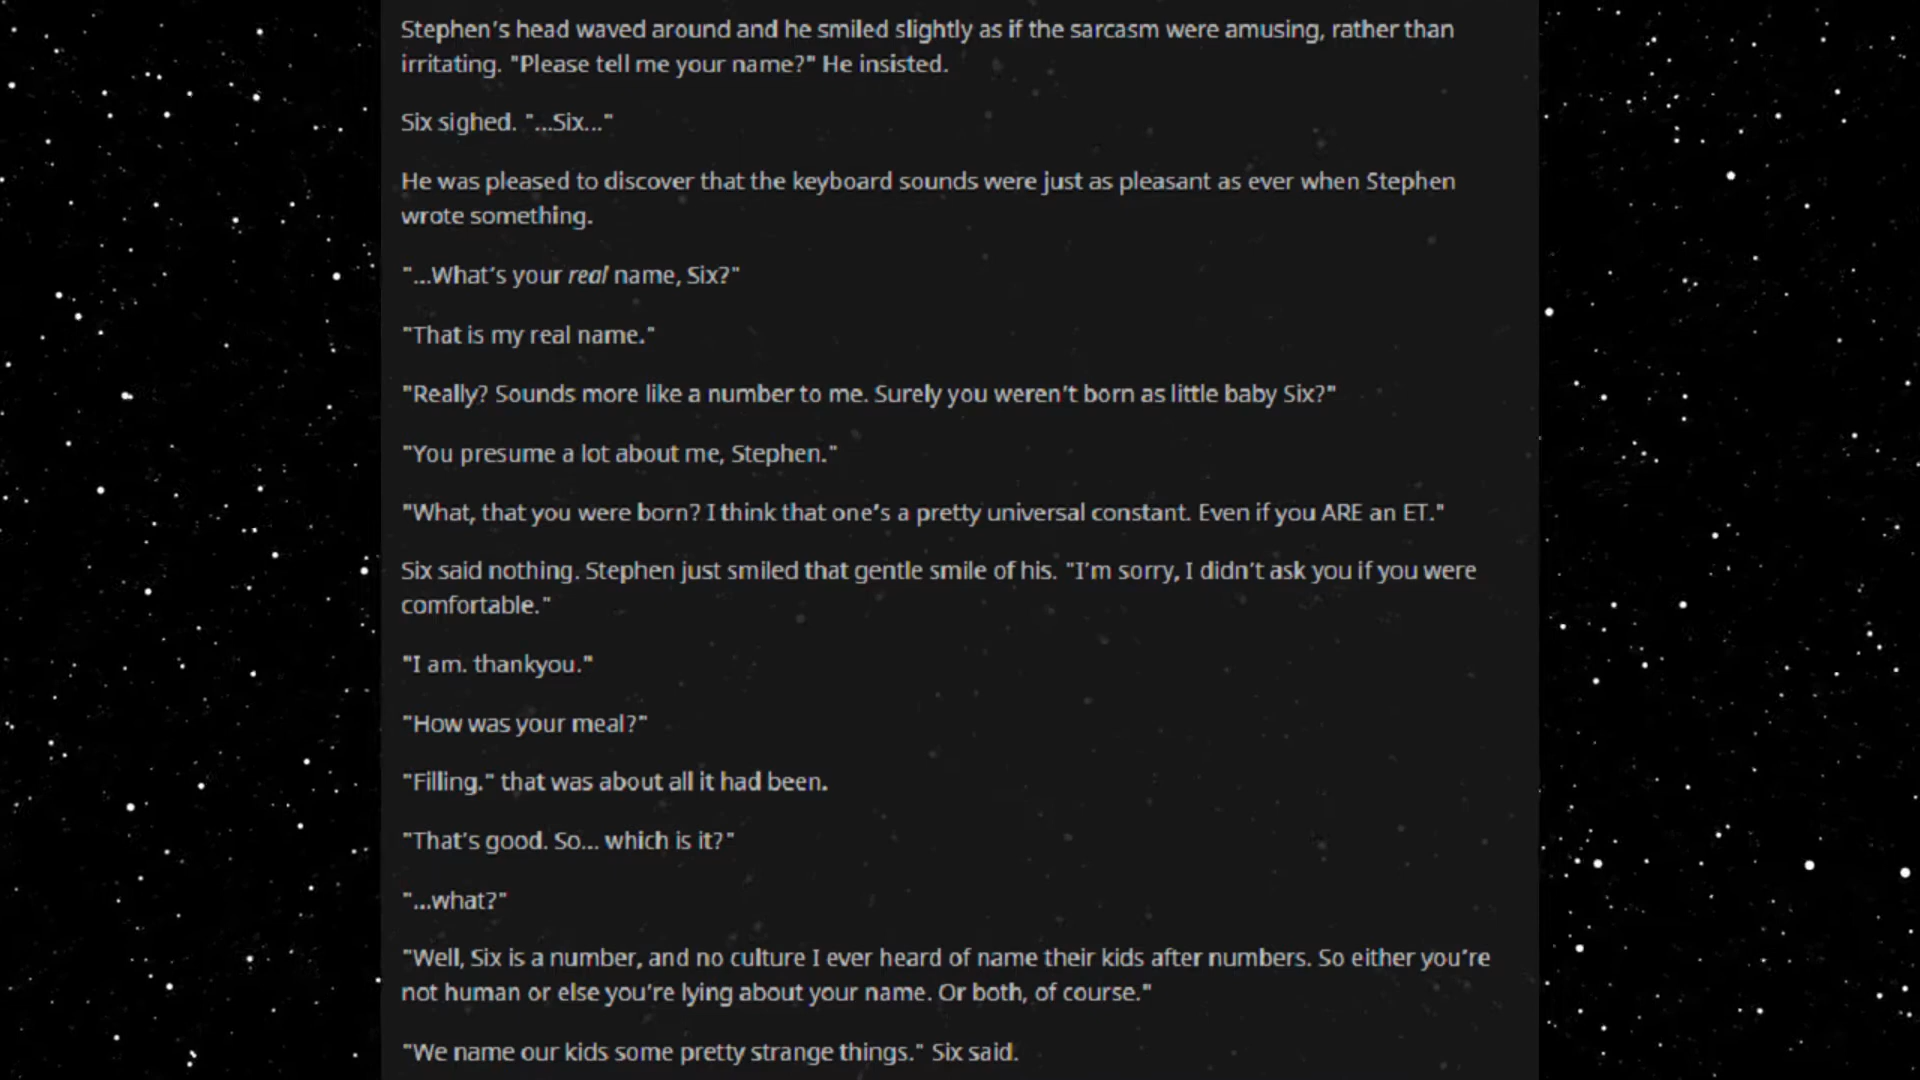 Stephen's head waved around and he smiled slightly as if the sarcasm were amusing, rather than
irritating. "Please tell me your name?" He insisted.
Six sighed. "...Six..."
He was pleased to discover that the keyboard sounds were just as pleasant as ever when Stephen
wrote something.
"...What's your real name, Six?"
"That is my real name."
"Really? Sounds more like a number to me. Surely you weren't born as little baby Six?"
"You presume a lot about me, Stephen."
"What, that you were born? I think that one's a pretty universal constant. Even if you ARE an ET."
Six said nothing. Stephen just smiled that gentle smile of his. "I'm sorry, I didn't ask you if you were
comfortable."
"I am. thankyou."
"How was your meal?"
"Filling." that was about all it had been.
"That's good. So... which is it?"
"...what?"
"Well, Six is a number, and no culture I ever heard of name their kids after numbers. So either you're
not human or else you're lying about your name. Or both, of course."
"We name our kids some pretty strange things." Six said.